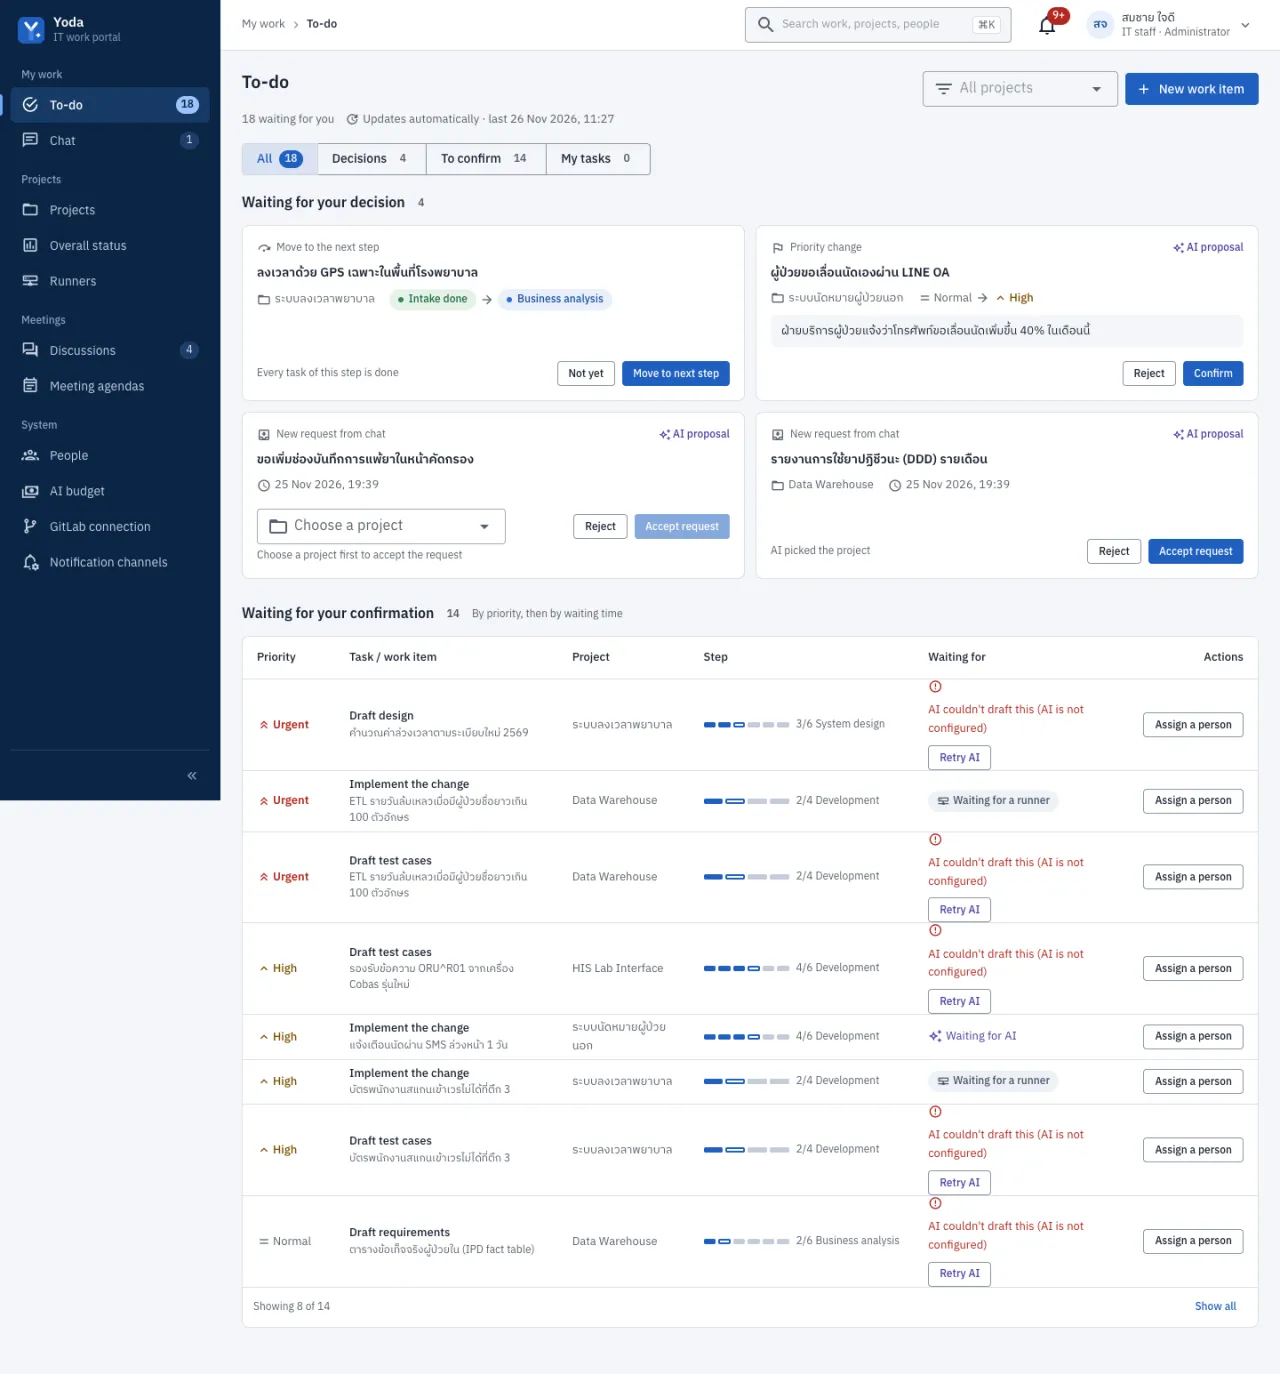 Yoda
IT work portal
My work
To-do 18
Chat 1
Projects
Projects
Overall status
Runners
Meetings
Discussions 4
Meeting agendas
System
People
AI budget
GitLab connection
Notification channels
«
My work > To-do
Search work, projects, people ⌘K
9+
สจ
สมชาย ใจดี
IT staff · Administrator
To-do
All projects
+ New work item
18 waiting for you Updates automatically · last 26 Nov 2026, 11:27
All 18 Decisions 4 To confirm 14 My tasks 0
Waiting for your decision 4
Move to the next step
ลงเวลาด้วย GPS เฉพาะในพื้นที่โรงพยาบาล
ระบบลงเวลาพยาบาล Intake done → Business analysis
Every task of this step is done
Not yet Move to next step
Priority change AI proposal
ผู้ป่วยขอเลื่อนนัดเองผ่าน LINE OA
ระบบนัดหมายผู้ป่วยนอก Normal → High
ฝ่ายบริการผู้ป่วยแจ้งว่าโทรศัพท์ขอเลื่อนนัดเพิ่มขึ้น 40% ในเดือนนี้
Reject Confirm
New request from chat AI proposal
ขอเพิ่มช่องบันทึกการแพ้ยาในหน้าคัดกรอง
25 Nov 2026, 19:39
Choose a project
Reject Accept request
Choose a project first to accept the request
New request from chat AI proposal
รายงานการใช้ยาปฏิชีวนะ (DDD) รายเดือน
Data Warehouse 25 Nov 2026, 19:39
AI picked the project
Reject Accept request
Waiting for your confirmation 14 By priority, then by waiting time
Priority Task / work item Project Step Waiting for Actions
Urgent
Draft design
คำนวณค่าล่วงเวลาตามระเบียบใหม่ 2569
ระบบลงเวลาพยาบาล
3/6 System design
AI couldn't draft this (AI is not
configured)
Retry AI
Assign a person
Urgent
Implement the change
ETL รายวันล้มเหลวเมื่อมีผู้ป่วยชื่อยาวเกิน
100 ตัวอักษร
Data Warehouse
2/4 Development
Waiting for a runner
Assign a person
Urgent
Draft test cases
ETL รายวันล้มเหลวเมื่อมีผู้ป่วยชื่อยาวเกิน
100 ตัวอักษร
Data Warehouse
2/4 Development
AI couldn't draft this (AI is not
configured)
Retry AI
Assign a person
High
Draft test cases
รองรับข้อความ ORU^R01 จากเครื่อง
Cobas รุ่นใหม่
HIS Lab Interface
4/6 Development
AI couldn't draft this (AI is not
configured)
Retry AI
Assign a person
High
Implement the change
แจ้งเตือนนัดผ่าน SMS ล่วงหน้า 1 วัน
ระบบนัดหมายผู้ป่วย
นอก
4/6 Development
Waiting for AI
Assign a person
High
Implement the change
บัตรพนักงานสแกนเข้าเวรไม่ได้ที่ตึก 3
ระบบลงเวลาพยาบาล
2/4 Development
Waiting for a runner
Assign a person
High
Draft test cases
บัตรพนักงานสแกนเข้าเวรไม่ได้ที่ตึก 3
ระบบลงเวลาพยาบาล
2/4 Development
AI couldn't draft this (AI is not
configured)
Retry AI
Assign a person
Normal
Draft requirements
ตารางข้อเท็จจริงผู้ป่วยใน (IPD fact table)
Data Warehouse
2/6 Business analysis
AI couldn't draft this (AI is not
configured)
Retry AI
Assign a person
Showing 8 of 14
Show all